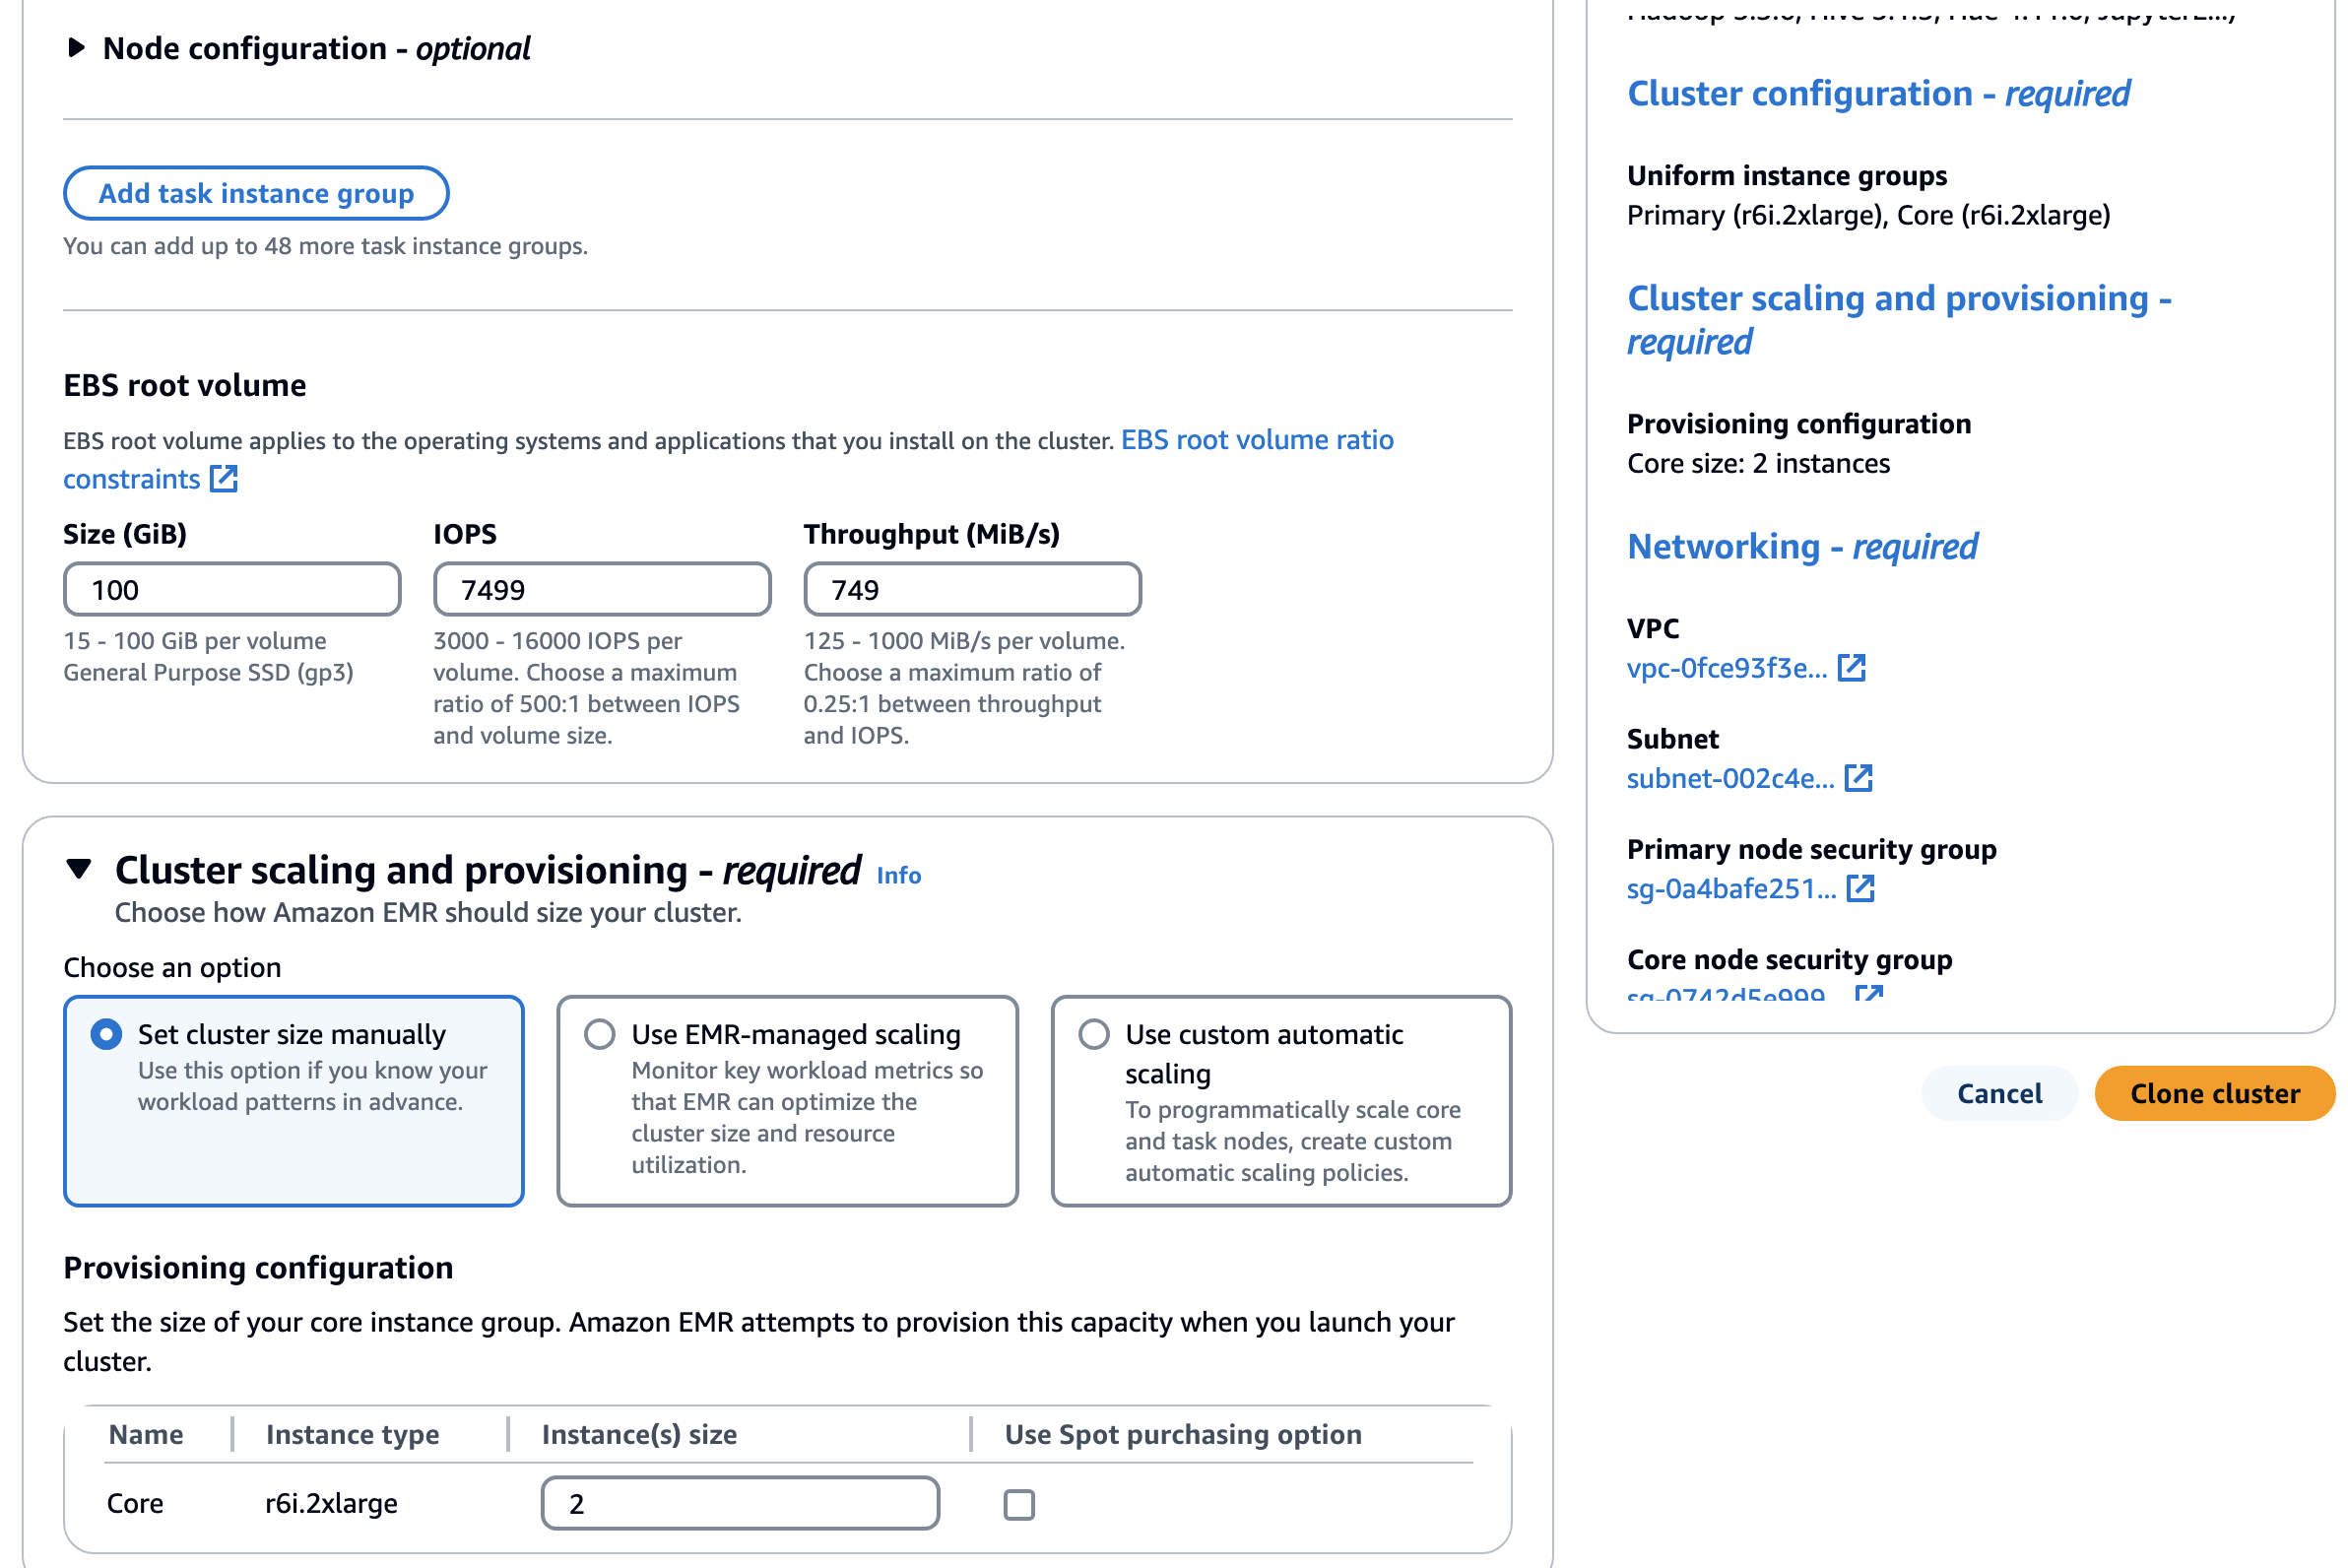 Node configuration - optional
Add task instance group
You can add up to 48 more task instance groups.
EBS root volume
EBS root volume applies to the operating systems and applications that you install on the cluster. EBS root volume ratio
constraints
Size (GiB)
100
15 - 100 GiB per volume
General Purpose SSD (gp3)
IOPS
7499
3000 - 16000 IOPS per
volume. Choose a maximum
ratio of 500:1 between IOPS
and volume size.
Throughput (MiB/s)
749
125 - 1000 MiB/s per volume.
Choose a maximum ratio of
0.25:1 between throughput
and IOPS.
Cluster scaling and provisioning - required Info
Choose how Amazon EMR should size your cluster.
Choose an option
Set cluster size manually
Use this option if you know your
workload patterns in advance.
Use EMR-managed scaling
Monitor key workload metrics so
that EMR can optimize the
cluster size and resource
utilization.
Use custom automatic
scaling
To programmatically scale core
and task nodes, create custom
automatic scaling policies.
Provisioning configuration
Set the size of your core instance group. Amazon EMR attempts to provision this capacity when you launch your
cluster.
Name Instance type Instance(s) size Use Spot purchasing option
Core r6i.2xlarge 2
Cluster configuration - required
Uniform instance groups
Primary (r6i.2xlarge), Core (r6i.2xlarge)
Cluster scaling and provisioning -
required
Provisioning configuration
Core size: 2 instances
Networking - required
VPC
vpc-0fce93f3e...
Subnet
subnet-002c4e...
Primary node security group
sg-0a4bafe251...
Core node security group
sg-0742d5e999...
Cancel
Clone cluster